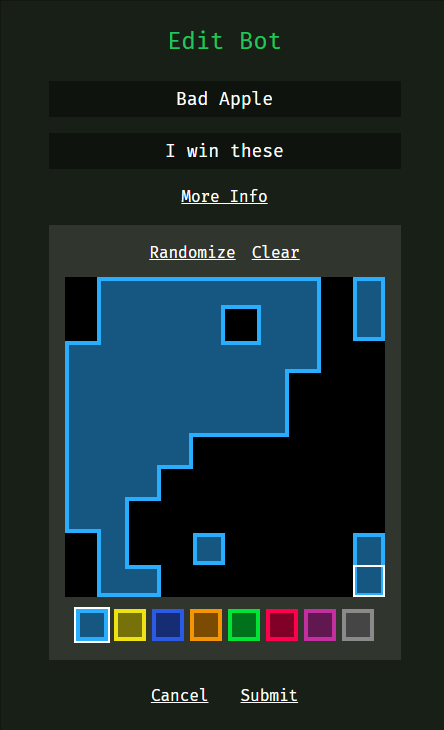 Edit Bot
Bad Apple
I win these
More Info
Randomize Clear
Cancel Submit